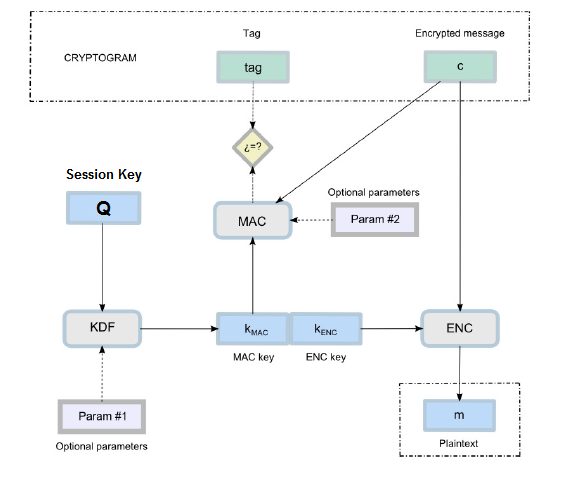 Tag
Encrypted message
CRYPTOGRAM
tag
c
¿=?
Session Key
Q
Optional parameters
MAC
Param #2
KDF
kMAC
kENC
ENC
MAC key
ENC key
Param #1
m
Optional parameters
Plaintext